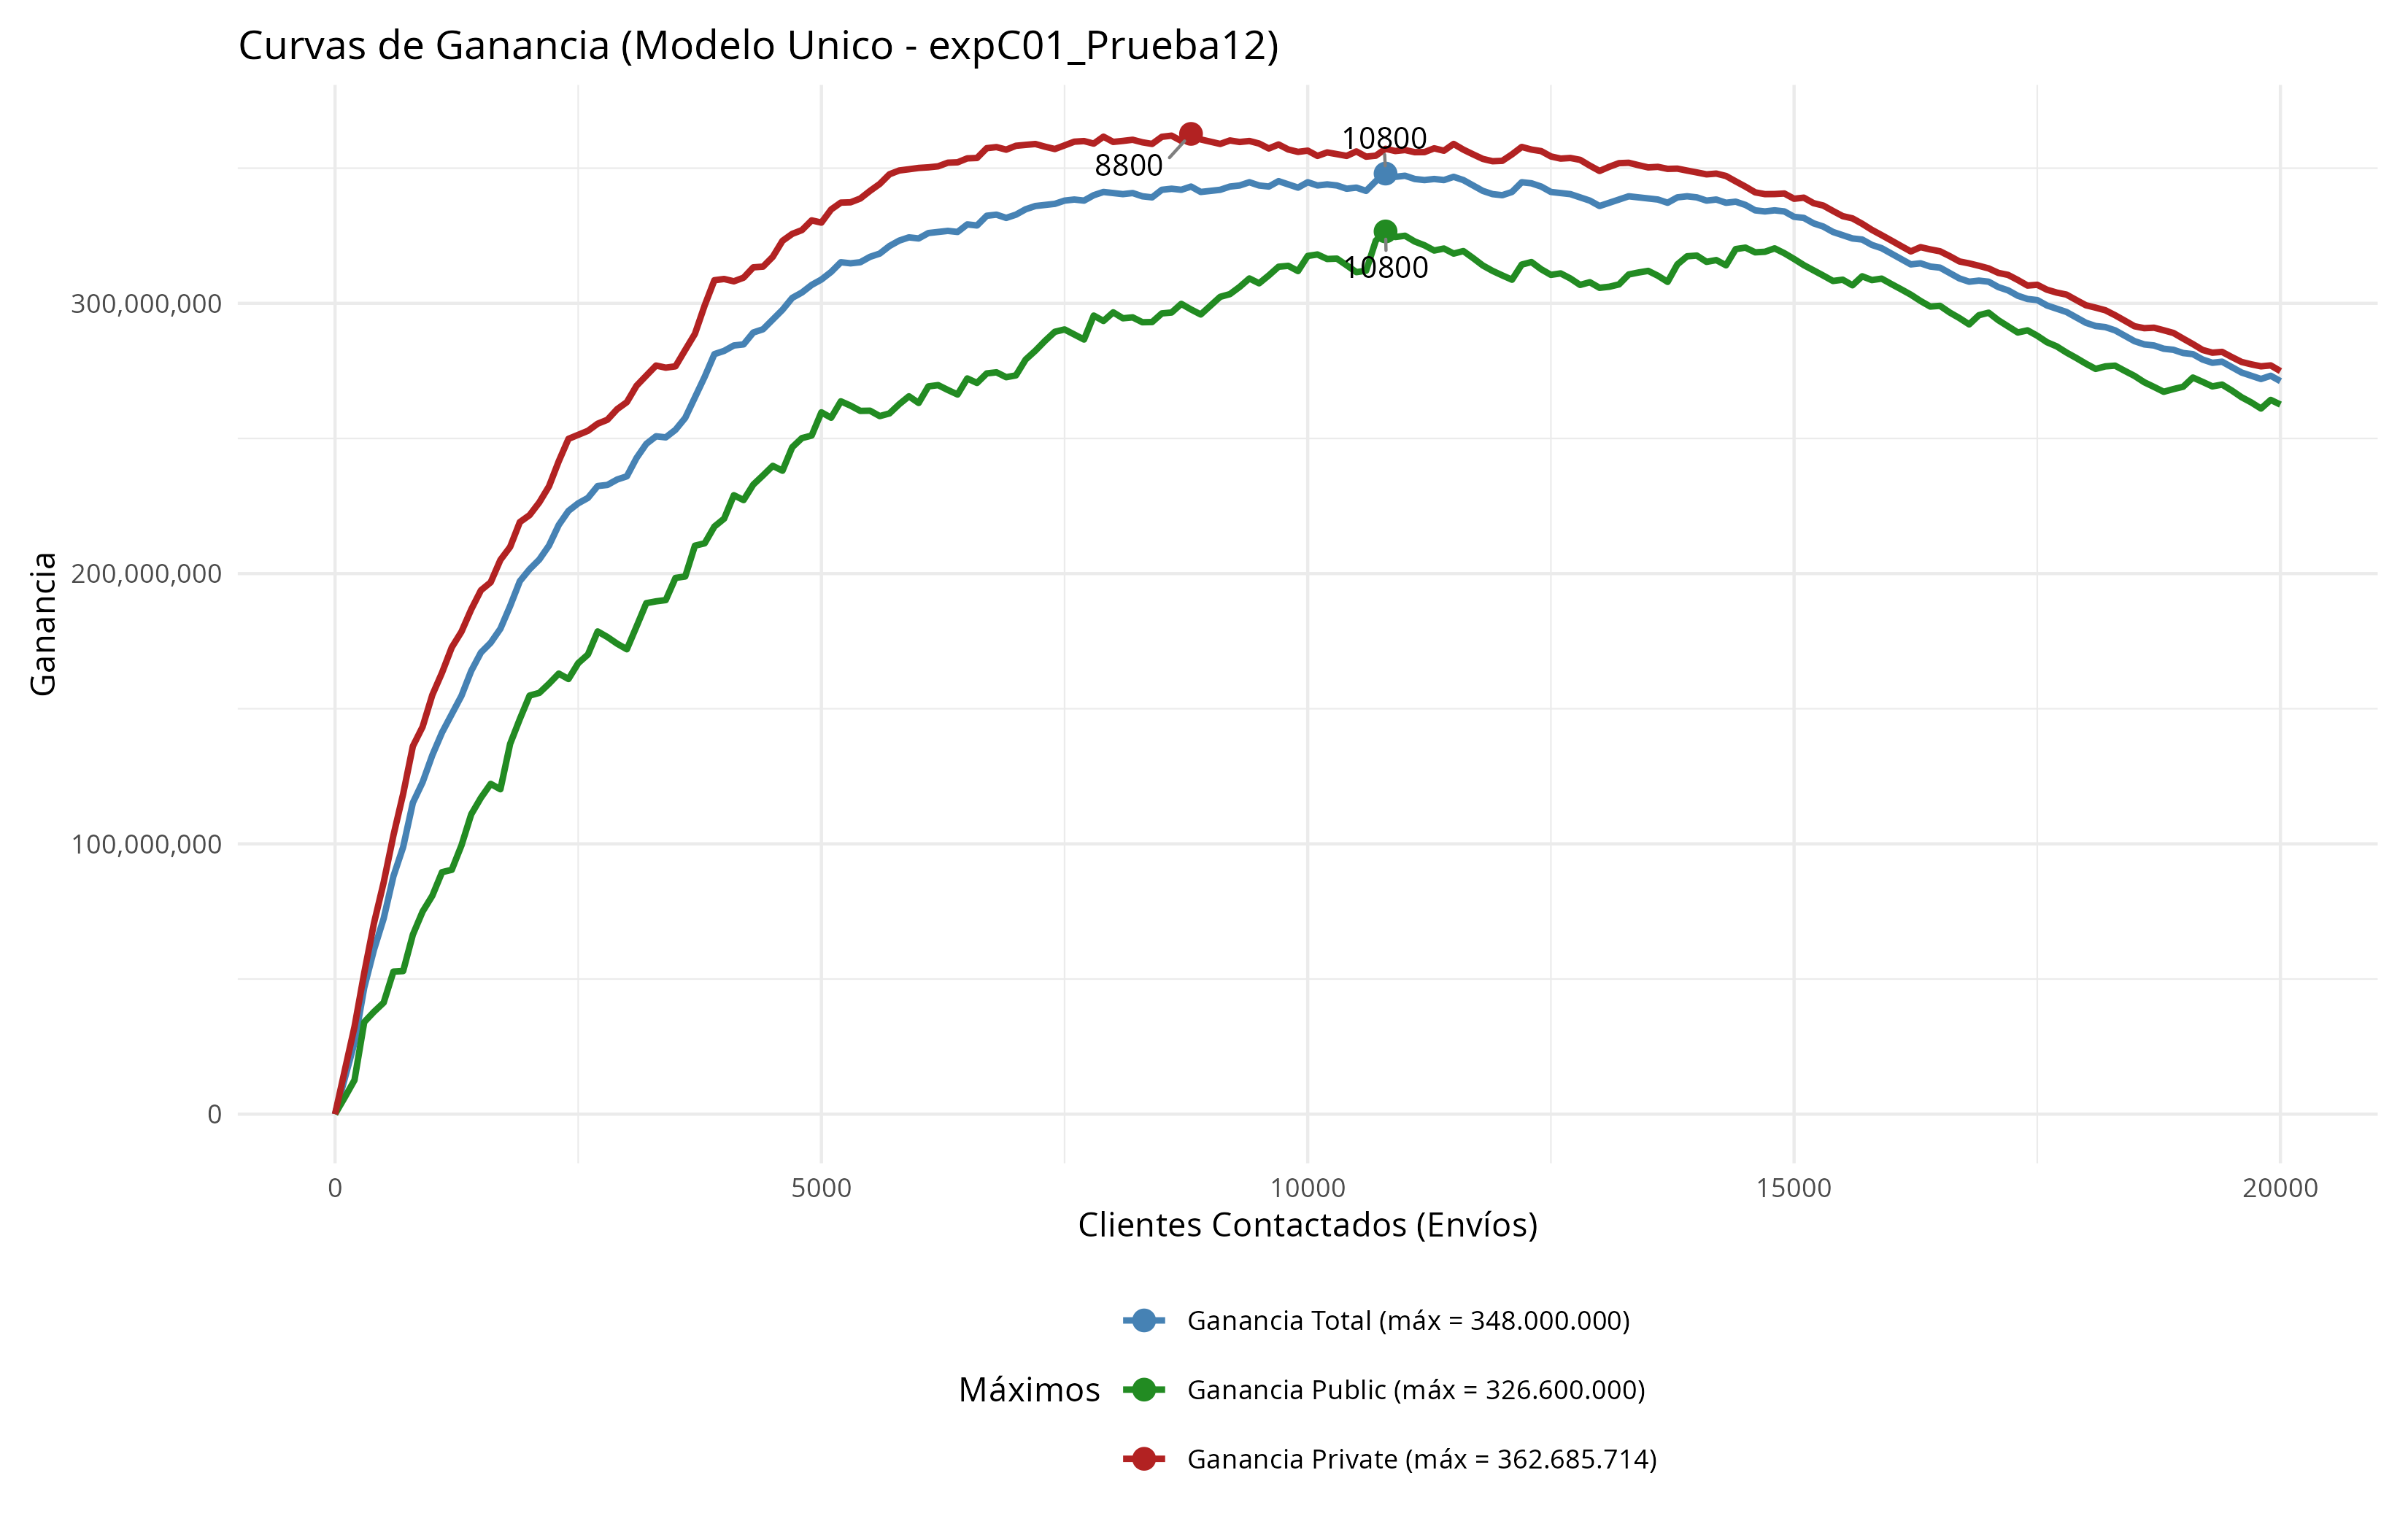 Curvas de Ganancia (Modelo Unico - expC01_Prueba12)
Ganancia
300,000,000
200,000,000
100,000,000
0
8800
10800
10800
0 5000 10000 15000 20000
Clientes Contactados (Envíos)
Máximos
Ganancia Total (máx = 348.000.000)
Ganancia Public (máx = 326.600.000)
Ganancia Private (máx = 362.685.714)